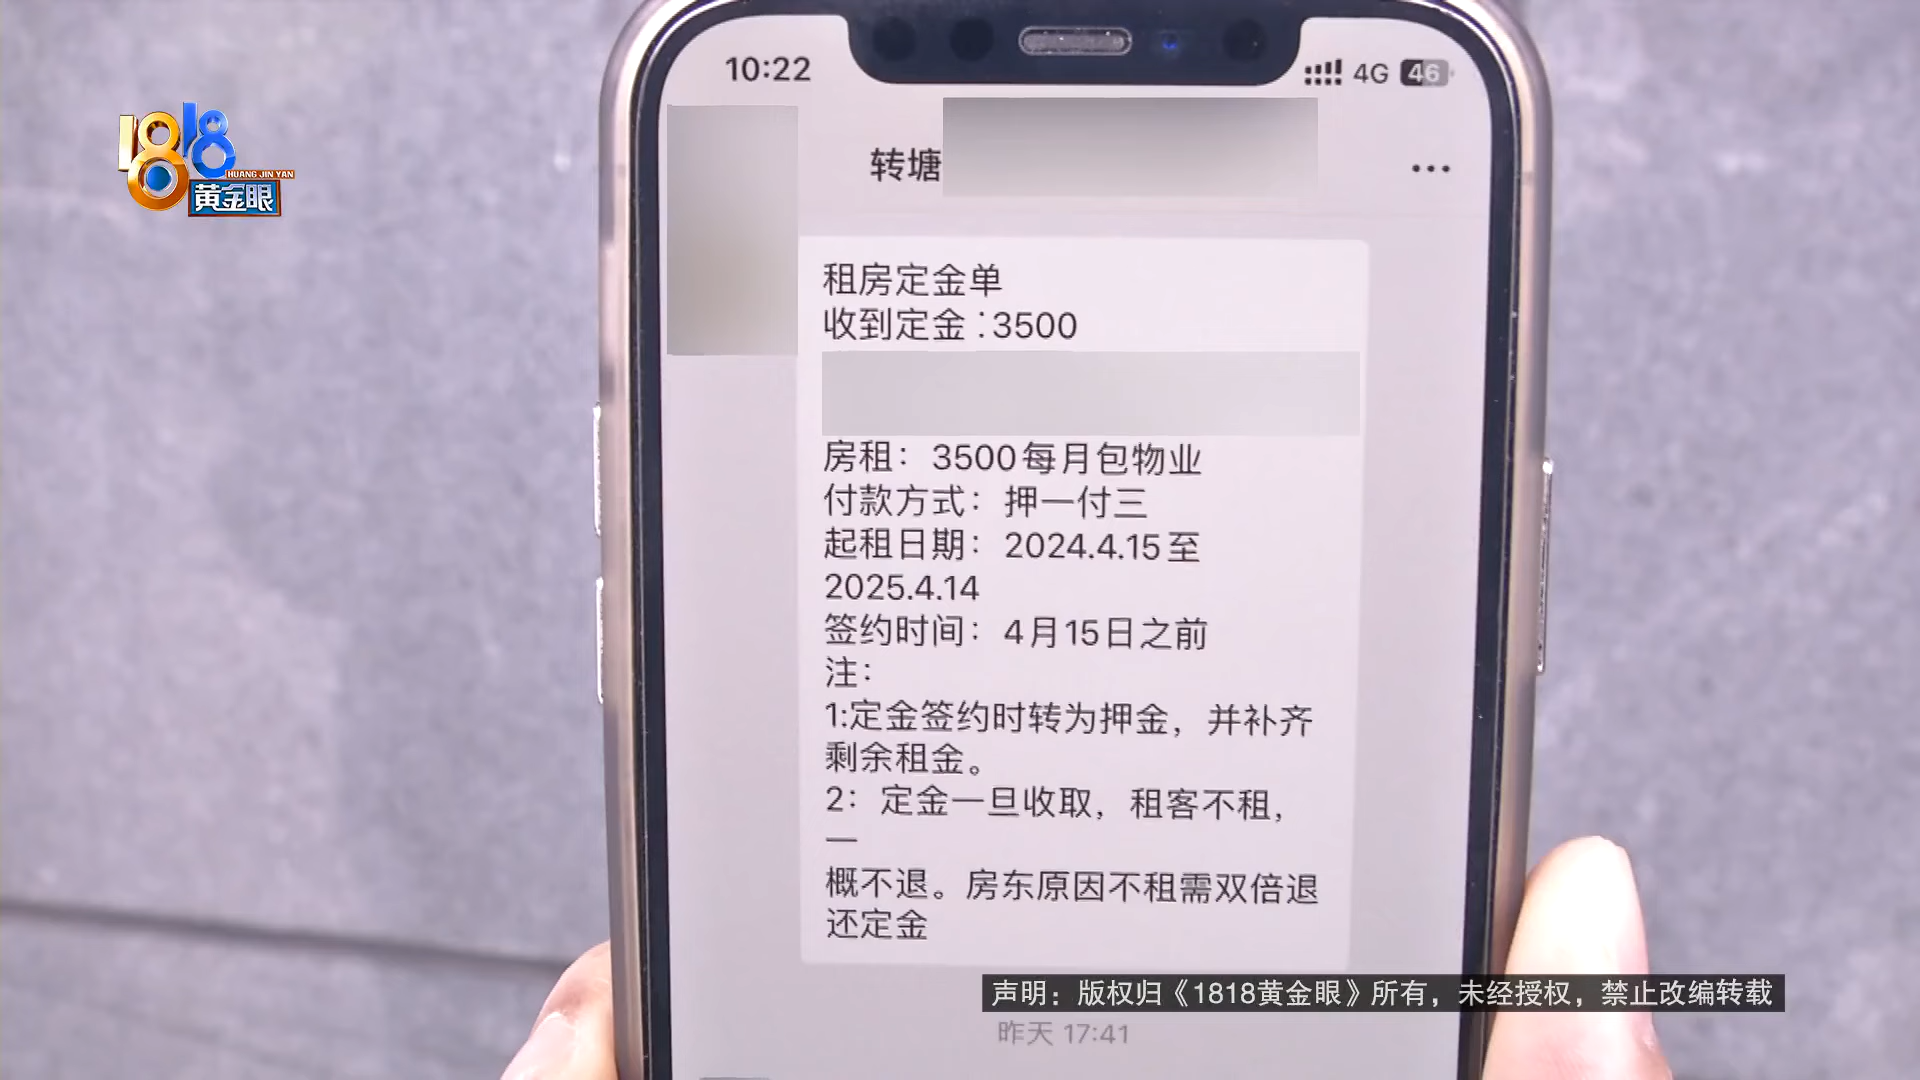 10:22
4G
46
1818
HUANG JIN YAN
黄金眼
转塘
租房定金单
收到定金：3500
房租：3500每月包物业
付款方式：押一付三
起租日期：2024.4.15至
2025.4.14
签约时间：4月15日之前
注：
1:定金签约时转为押金，并补齐
剩余租金。
2：定金一旦收取，租客不租，
一
概不退。房东原因不租需双倍退
还定金
声明：版权归《1818黄金眼》所有，未经授权，禁止改编转载
昨天 17:41